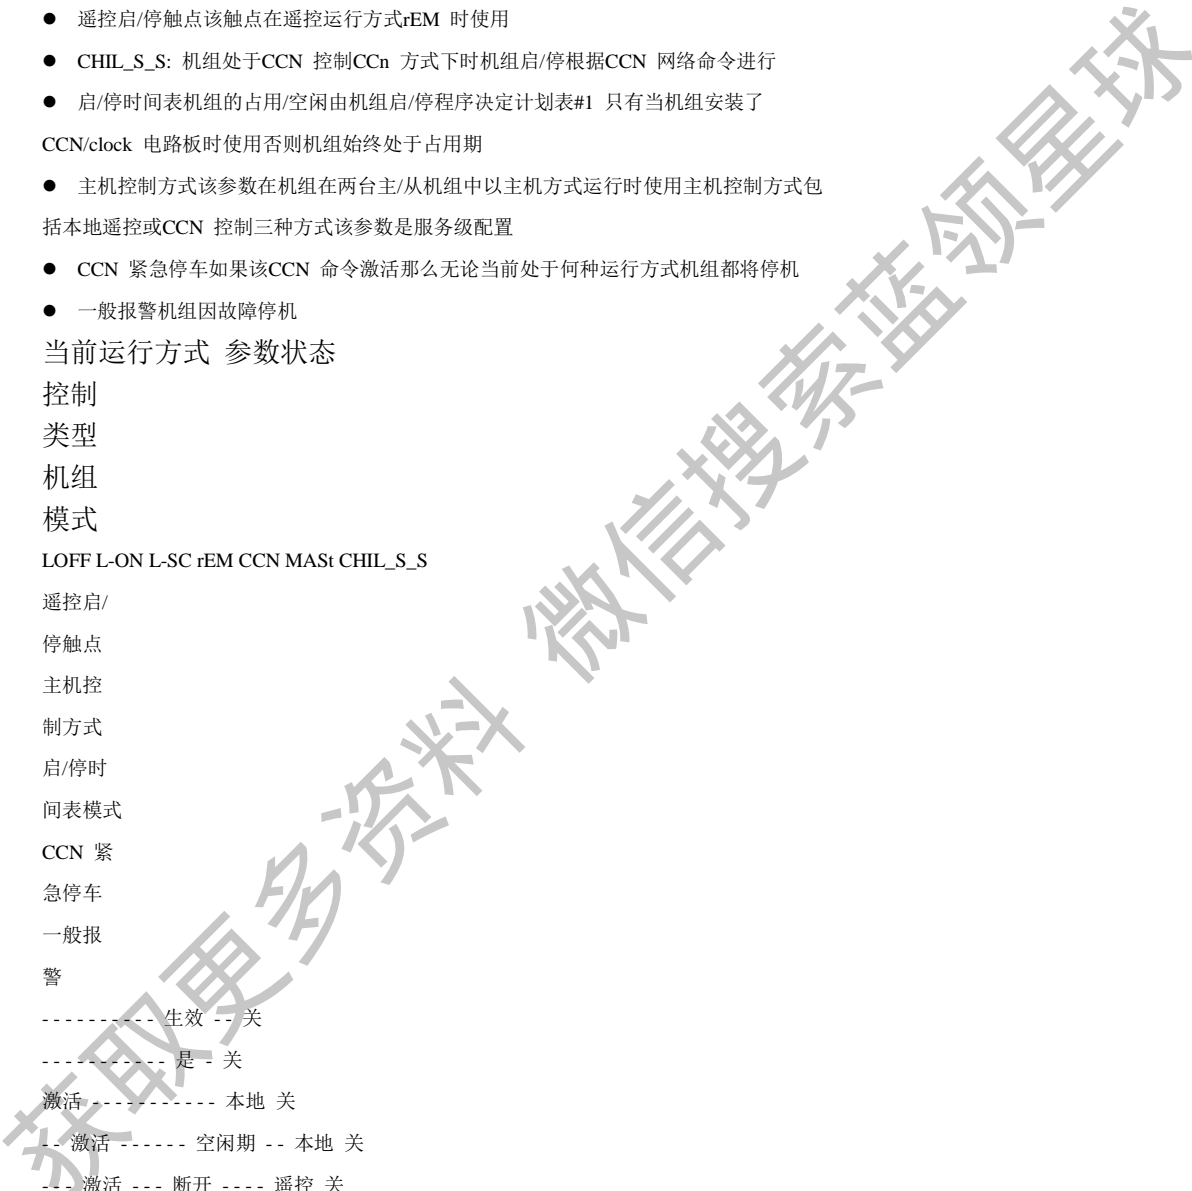 ● 遥控启/停触点该触点在遥控运行方式rEM 时使用
● CHIL_S_S: 机组处于CCN 控制CCn 方式下时机组启/停根据CCN 网络命令进行
● 启/停时间表机组的占用/空闲由机组启/停程序决定计划表#1 只有当机组安装了
CCN/clock 电路板时使用否则机组始终处于占用期
● 主机控制方式该参数在机组在两台主/从机组中以主机方式运行时使用主机控制方式包
括本地遥控或CCN 控制三种方式该参数是服务级配置
● CCN 紧急停车如果该CCN 命令激活那么无论当前处于何种运行方式机组都将停机
● 一般报警机组因故障停机
当前运行方式 参数状态
控制
类型
机组
模式
LOFF L-ON L-SC rEM CCN MASt CHIL_S_S
遥控启/
停触点
主机控
制方式
启/停时
间表模式
CCN 紧
急停车
一般报
警
- - - - - - - - - - 生效 - - 关
- - - - - - - - - - - 是 - 关
激活 - - - - - - - - - - - 本地 关
- - 激活 - - - - - - 空闲期 - - 本地 关
- - - 激活 - - - 断开 - - - - 遥控 关
获取更多资料 微信搜索蓝领星球